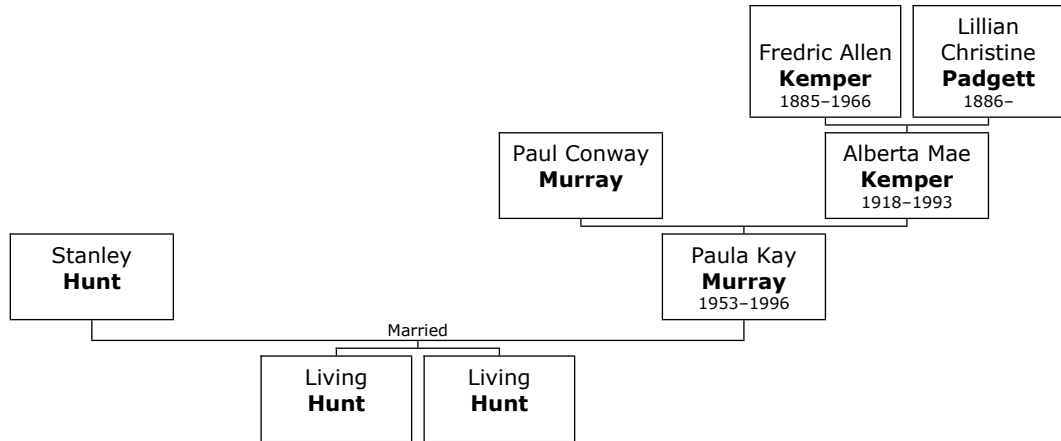 Fredric Allen
Kemper
1885–1966
Lillian
Christine
Padgett
1886–
Paul Conway
Murray
Alberta Mae
Kemper
1918–1993
Stanley
Hunt
Paula Kay
Murray
1953–1996
Married
Living
Hunt
Living
Hunt